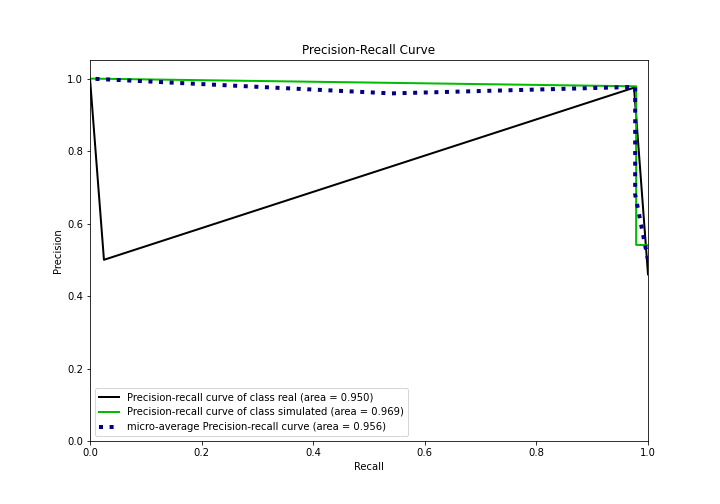 Precision-Recall Curve
1.0
0.8
0.6
0.4
0.2
0.0
Precision
Precision-recall curve of class real (area = 0.950)
Precision-recall curve of class simulated (area = 0.969)
micro-average Precision-recall curve (area = 0.956)
0.0 0.2 0.4 0.6 0.8 1.0
Recall